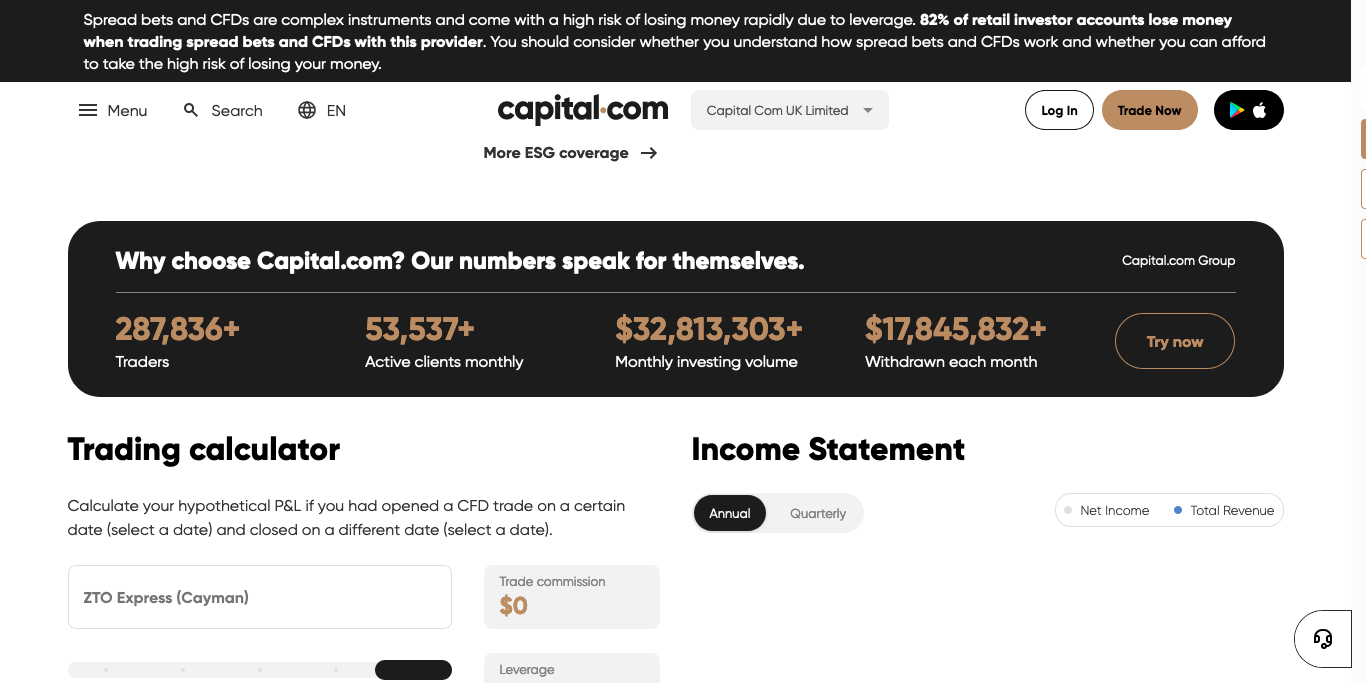 Spread bets and CFDs are complex instruments and come with a high risk of losing money rapidly due to leverage. 82% of retail investor accounts lose money
when trading spread bets and CFDs with this provider. You should consider whether you understand how spread bets and CFDs work and whether you can afford
to take the high risk of losing your money.
Menu
Search
EN
capital.com
Capital Com UK Limited
Log In
Trade Now
More ESG coverage
Why choose Capital.com? Our numbers speak for themselves.
Capital.com Group
287,836+
Traders
53,537+
Active clients monthly
$32,813,303+
Monthly investing volume
$17,845,832+
Withdrawn each month
Try now
Trading calculator
Calculate your hypothetical P&L if you had opened a CFD trade on a certain
date (select a date) and closed on a different date (select a date).
ZTO Express (Cayman)
Trade commission
$0
Leverage
Income Statement
Annual
Quarterly
Net Income
Total Revenue